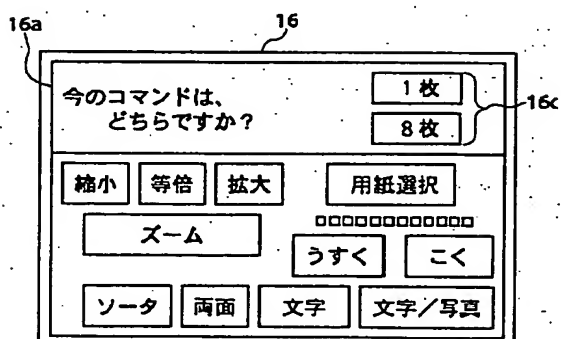 16a
16
今のコマンドは、
どちらですか?
1枚
8枚
16c
縮小 等倍 拡大 用紙選択
ズーム
うすく こく
ソータ 両面 文字 文字/写真